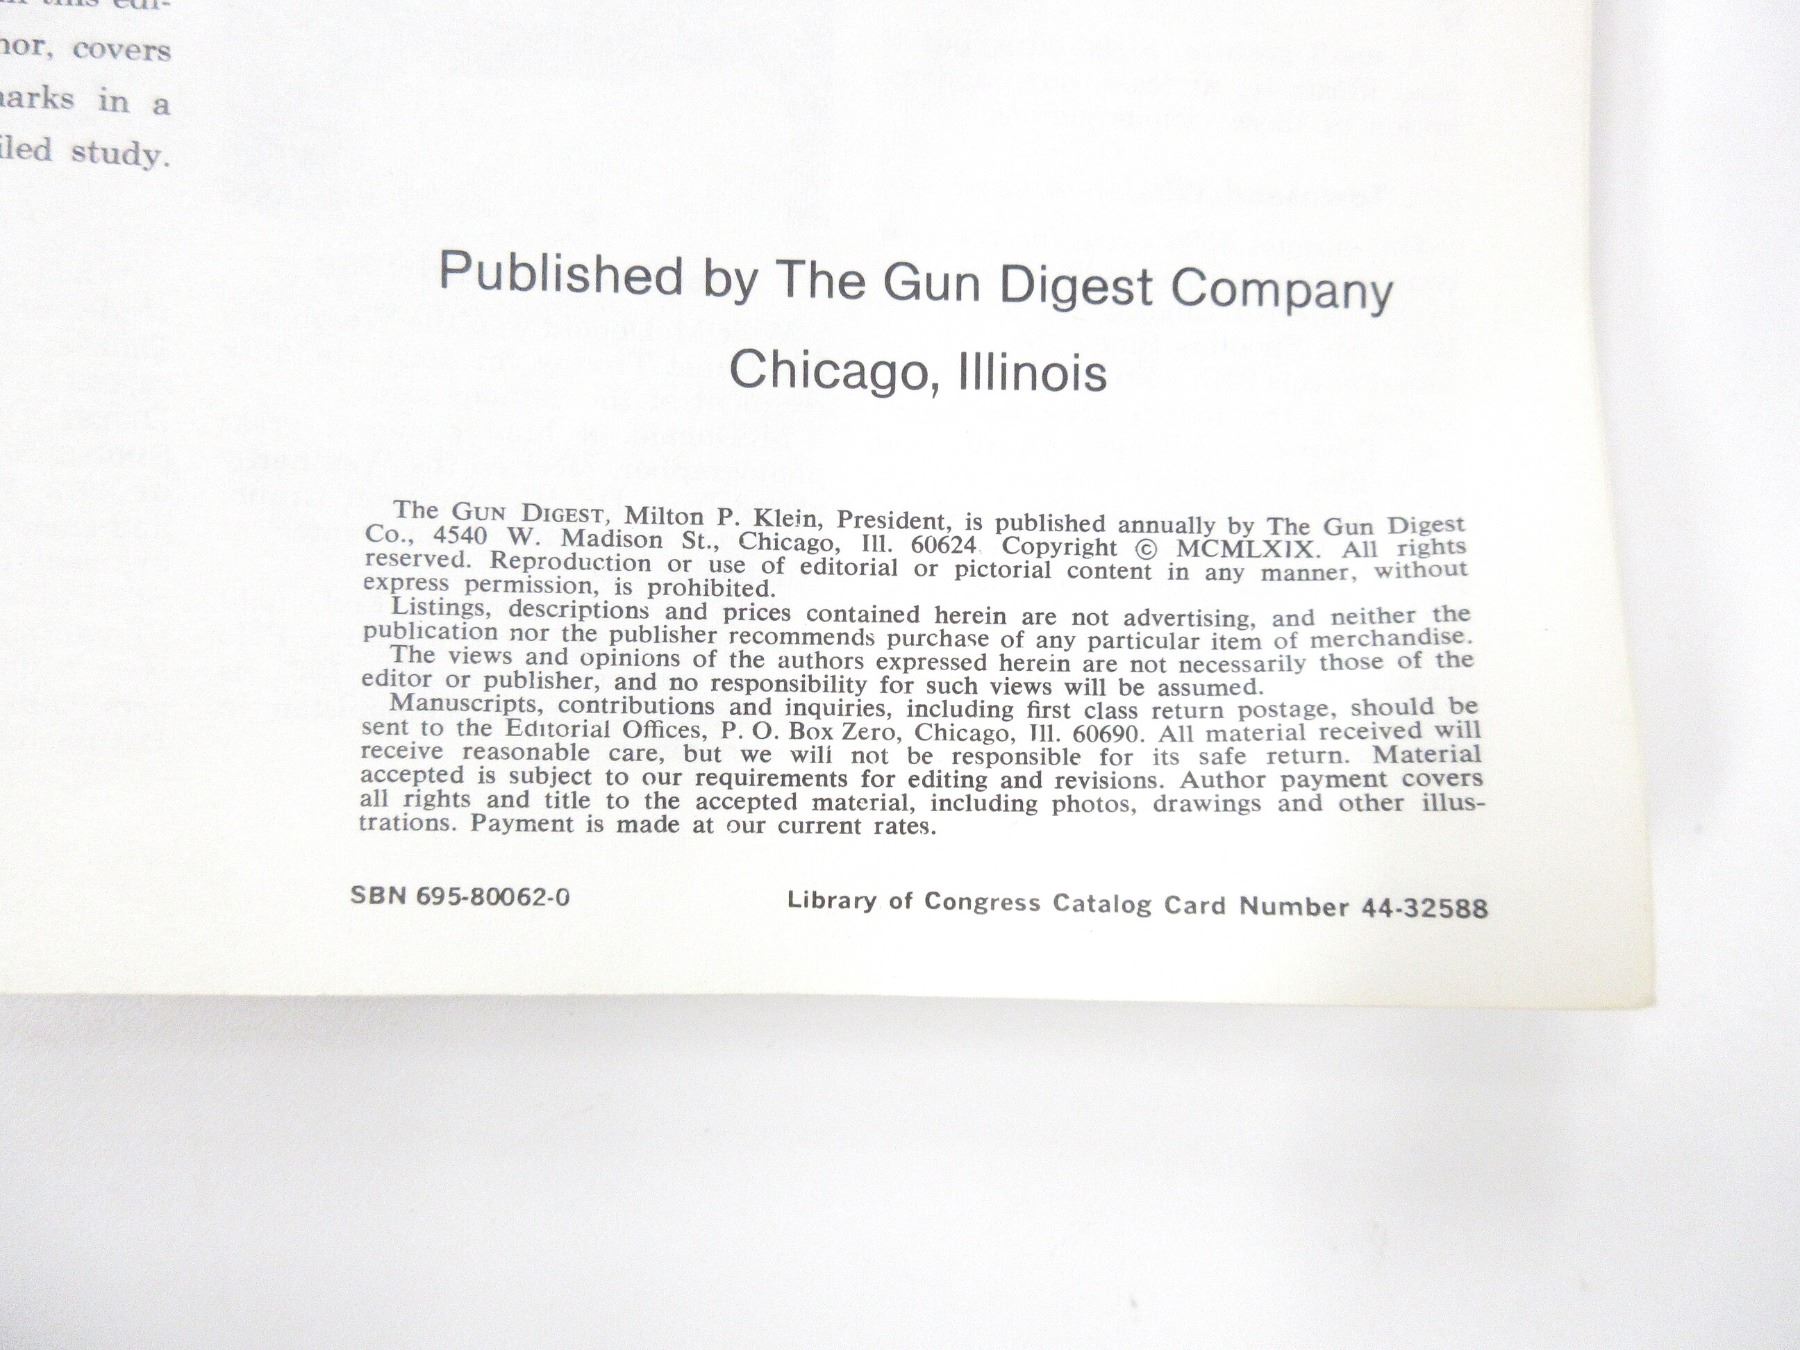 covers
in a
study.
Published by The Gun Digest Company
Chicago, Illinois
The GUN DIGEST, Milton P. Klein, President, is published annually by The Gun Digest
Co., 4540 W. Madison St., Chicago, Ill. 60624. Copyright © MCMLXIX. All rights
reserved. Reproduction or use of editorial or pictorial content in any manner, without
express permission, is prohibited.
Listings, descriptions and prices contained herein are not advertising, and neither the
publication nor the publisher recommends purchase of any particular item of merchandise.
The views and opinions of the authors expressed herein are not necessarily those of the
editor or publisher, and no responsibility for such views will be assumed.
Manuscripts, contributions and inquiries, including first class return postage, should be
sent to the Editorial Offices, P. O. Box Zero, Chicago, Ill. 60690. All material received will
receive reasonable care, but we will not be responsible for its safe return. Material
accepted is subject to our requirements for editing and revisions. Author payment covers
all rights and title to the accepted material, including photos, drawings and other illus-
trations. Payment is made at our current rates.
SBN 695-80062-0
Library of Congress Catalog Card Number 44-32588